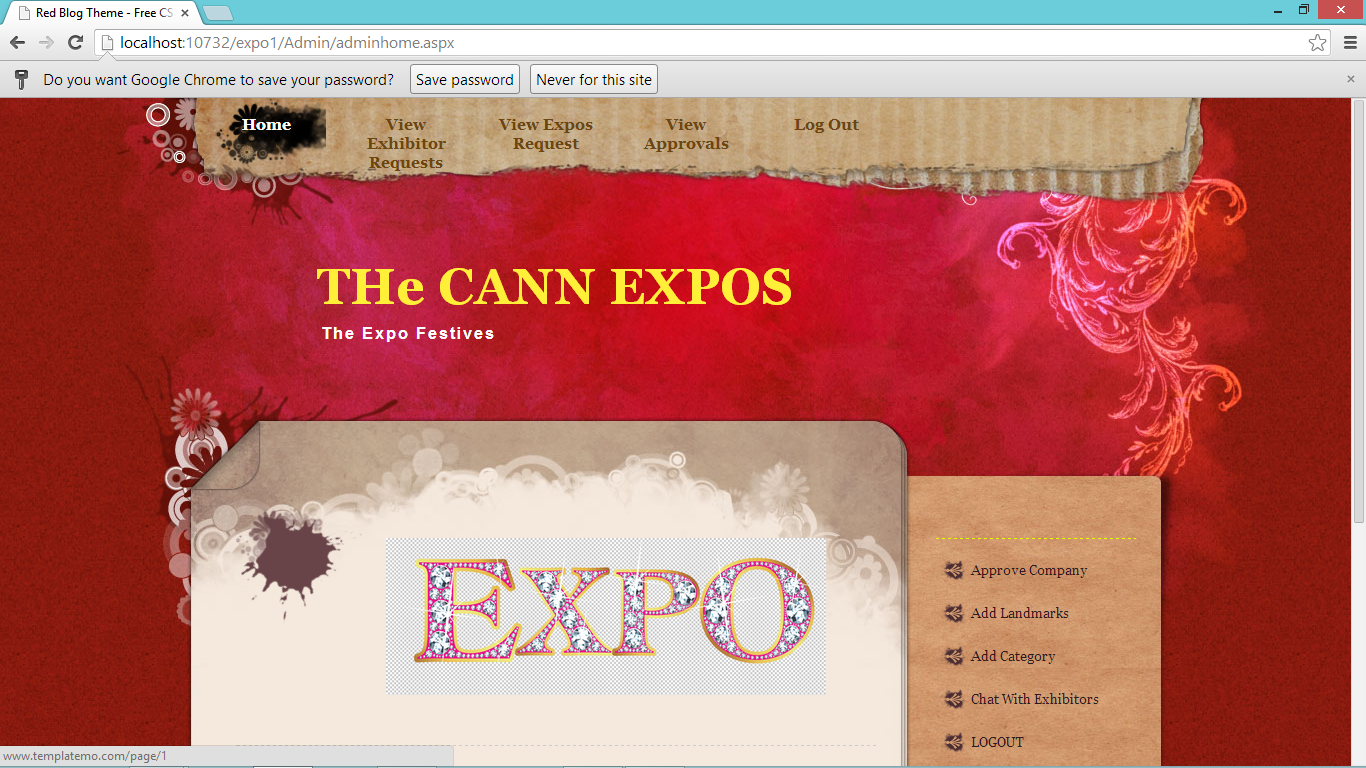 Red Blog Theme - Free CS
localhost:10732/expo1/Admin/adminhome.aspx
Do you want Google Chrome to save your password? Save password Never for this site
Home
View Exhibitor Requests
View Expos Request
View Approvals
Log Out
THe CANN EXPOS
The Expo Festives
EXPO
Approve Company
Add Landmarks
Add Category
Chat With Exhibitors
LOGOUT
www.templatemo.com/page/1